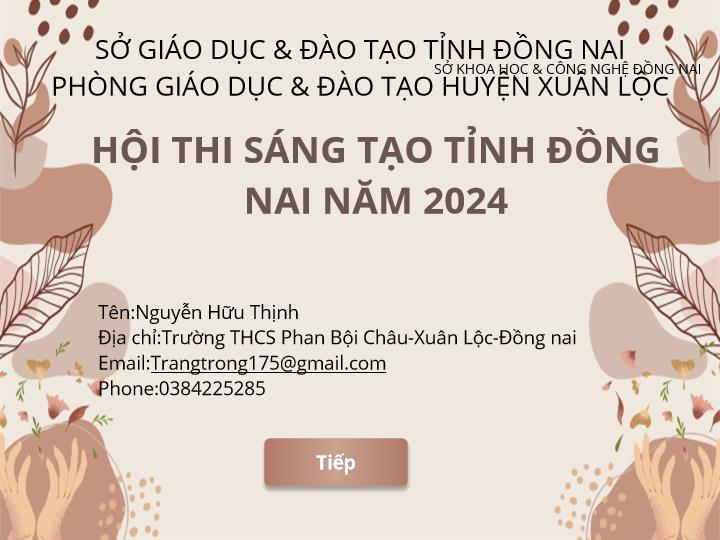 SỞ GIÁO DỤC & ĐÀO TẠO TỈNH ĐỒNG NAI
SỞ KHOA HỌC & CÔNG NGHỆ ĐỒNG NAI
PHÒNG GIÁO DỤC & ĐÀO TẠO HUYỆN XUÂN LỘC
HỘI THI SÁNG TẠO TỈNH ĐỒNG
NAI NĂM 2024
Tên:Nguyễn Hữu Thịnh
Địa chỉ:Trường THCS Phan Bội Châu-Xuân Lộc-Đồng nai
Email:Trangtrong175@gmail.com
Phone:0384225285
Tiếp